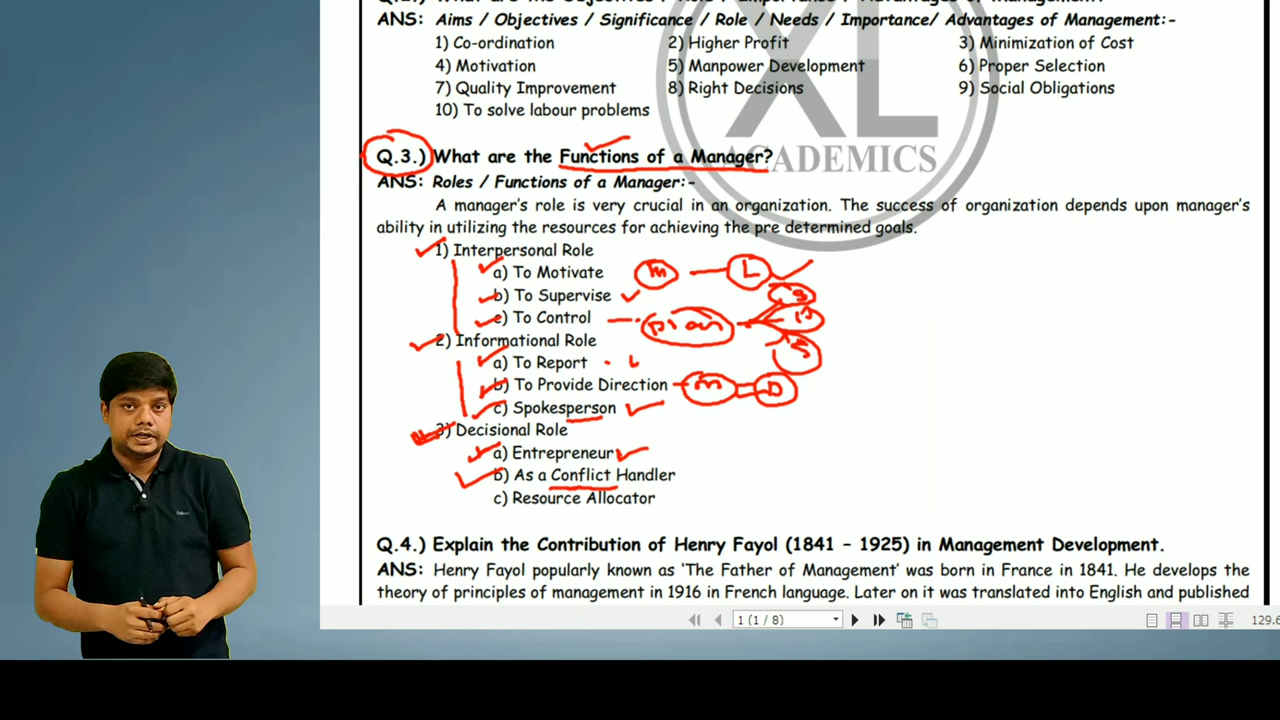 ANS: Aims / Objectives / Significance / Role / Needs / Importance/ Advantages of Management:-
1) Co-ordination 2) Higher Profit 3) Minimization of Cost
4) Motivation 5) Manpower Development 6) Proper Selection
7) Quality Improvement 8) Right Decisions 9) Social Obligations
10) To solve labour problems
XL
ACADEMICS
Q.3.) What are the Functions of a Manager?
ANS: Roles / Functions of a Manager:-
A manager's role is very crucial in an organization. The success of organization depends upon manager's
ability in utilizing the resources for achieving the pre determined goals.
1) Interpersonal Role
a) To Motivate m L
b) To Supervise
c) To Control plan
2) Informational Role
a) To Report
b) To Provide Direction m D
c) Spokesperson
3) Decisional Role
a) Entrepreneur
b) As a Conflict Handler
c) Resource Allocator
Q.4.) Explain the Contribution of Henry Fayol (1841 – 1925) in Management Development.
ANS: Henry Fayol popularly known as 'The Father of Management' was born in France in 1841. He develops the
theory of principles of management in 1916 in French language. Later on it was translated into English and published
1 (1 / 8) 129.6